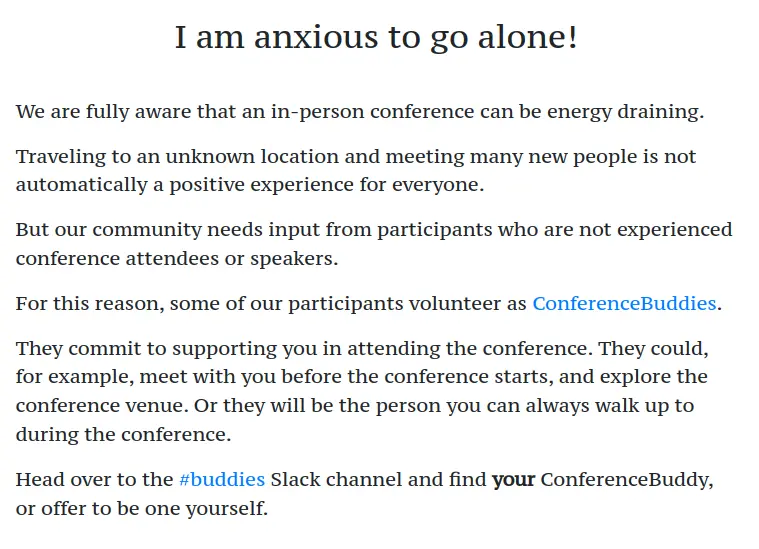 I am anxious to go alone!
We are fully aware that an in-person conference can be energy draining.
Traveling to an unknown location and meeting many new people is not
automatically a positive experience for everyone.
But our community needs input from participants who are not experienced
conference attendees or speakers.
For this reason, some of our participants volunteer as ConferenceBuddies.
They commit to supporting you in attending the conference. They could,
for example, meet with you before the conference starts, and explore the
conference venue. Or they will be the person you can always walk up to
during the conference.
Head over to the #buddies Slack channel and find your ConferenceBuddy,
or offer to be one yourself.